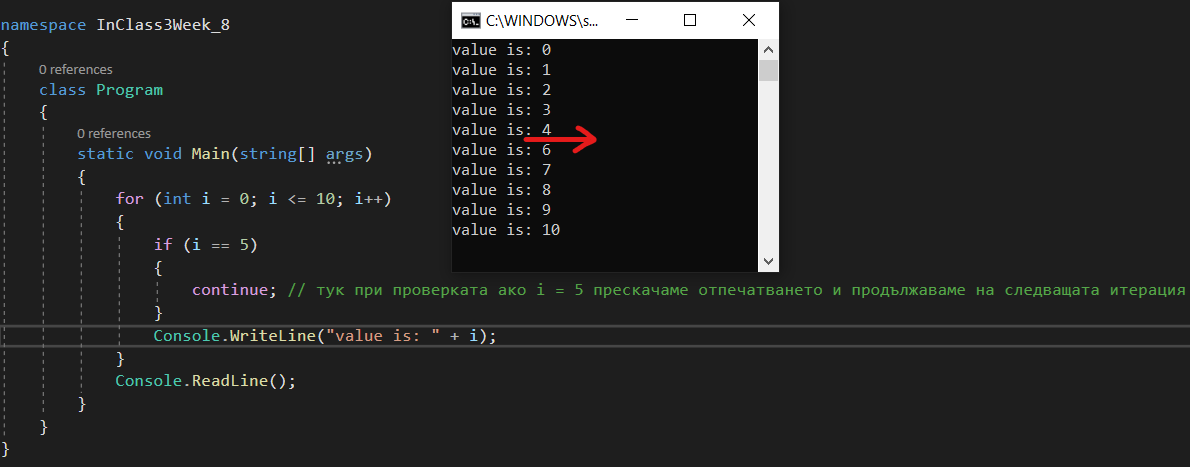 namespace InClass3Week_8
{
0 references
class Program
{
0 references
static void Main(string[] args)
{
for (int i = 0; i <= 10; i++)
{
if (i == 5)
{
continue; // тук при проверката ако i = 5 прескачаме отпечатването и продължаваме на следващата итерация
}
Console.WriteLine("value is: " + i);
}
Console.ReadLine();
}
}
}
C:\WINDOWS\s...
value is: 0
value is: 1
value is: 2
value is: 3
value is: 4
value is: 6
value is: 7
value is: 8
value is: 9
value is: 10